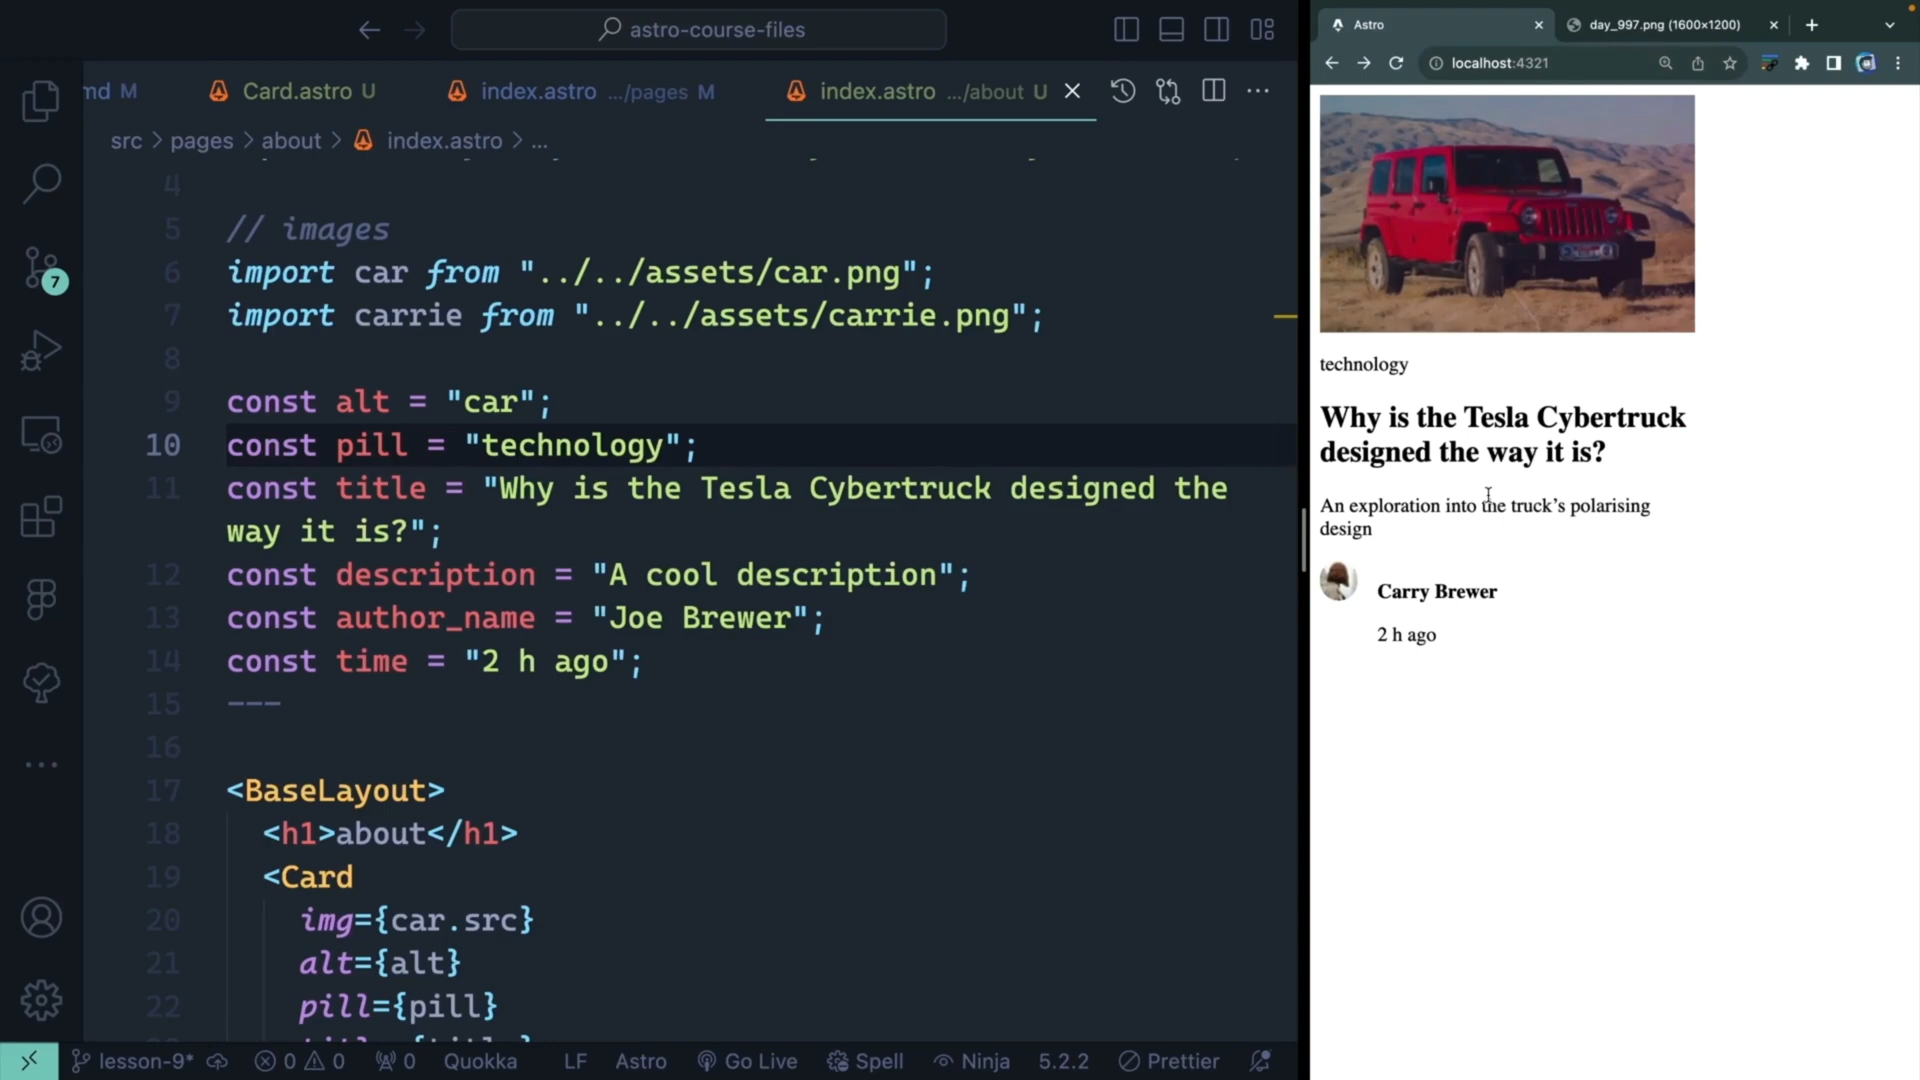 astro-course-files
md M
Card.astro U
index.astro .../pages M
index.astro .../about U
src > pages > about > index.astro > ...
4
5 // images
6 import car from "../../assets/car.png";
7 import carrie from "../../assets/carrie.png";
8
9 const alt = "car";
10 const pill = "technology";
11 const title = "Why is the Tesla Cybertruck designed the
way it is?";
12 const description = "A cool description";
13 const author_name = "Joe Brewer";
14 const time = "2 h ago";
15 ---
16
17 <BaseLayout>
18 <h1>about</h1>
19 <Card
20 img={car.src}
21 alt={alt}
22 pill={pill}
7
lesson-9* 0 0 0 Quokka LF Astro Go Live Spell Ninja 5.2.2 Prettier
Astro
day_997.png (1600×1200)
localhost:4321
technology
Why is the Tesla Cybertruck
designed the way it is?
An exploration into the truck’s polarising
design
Carry Brewer
2 h ago